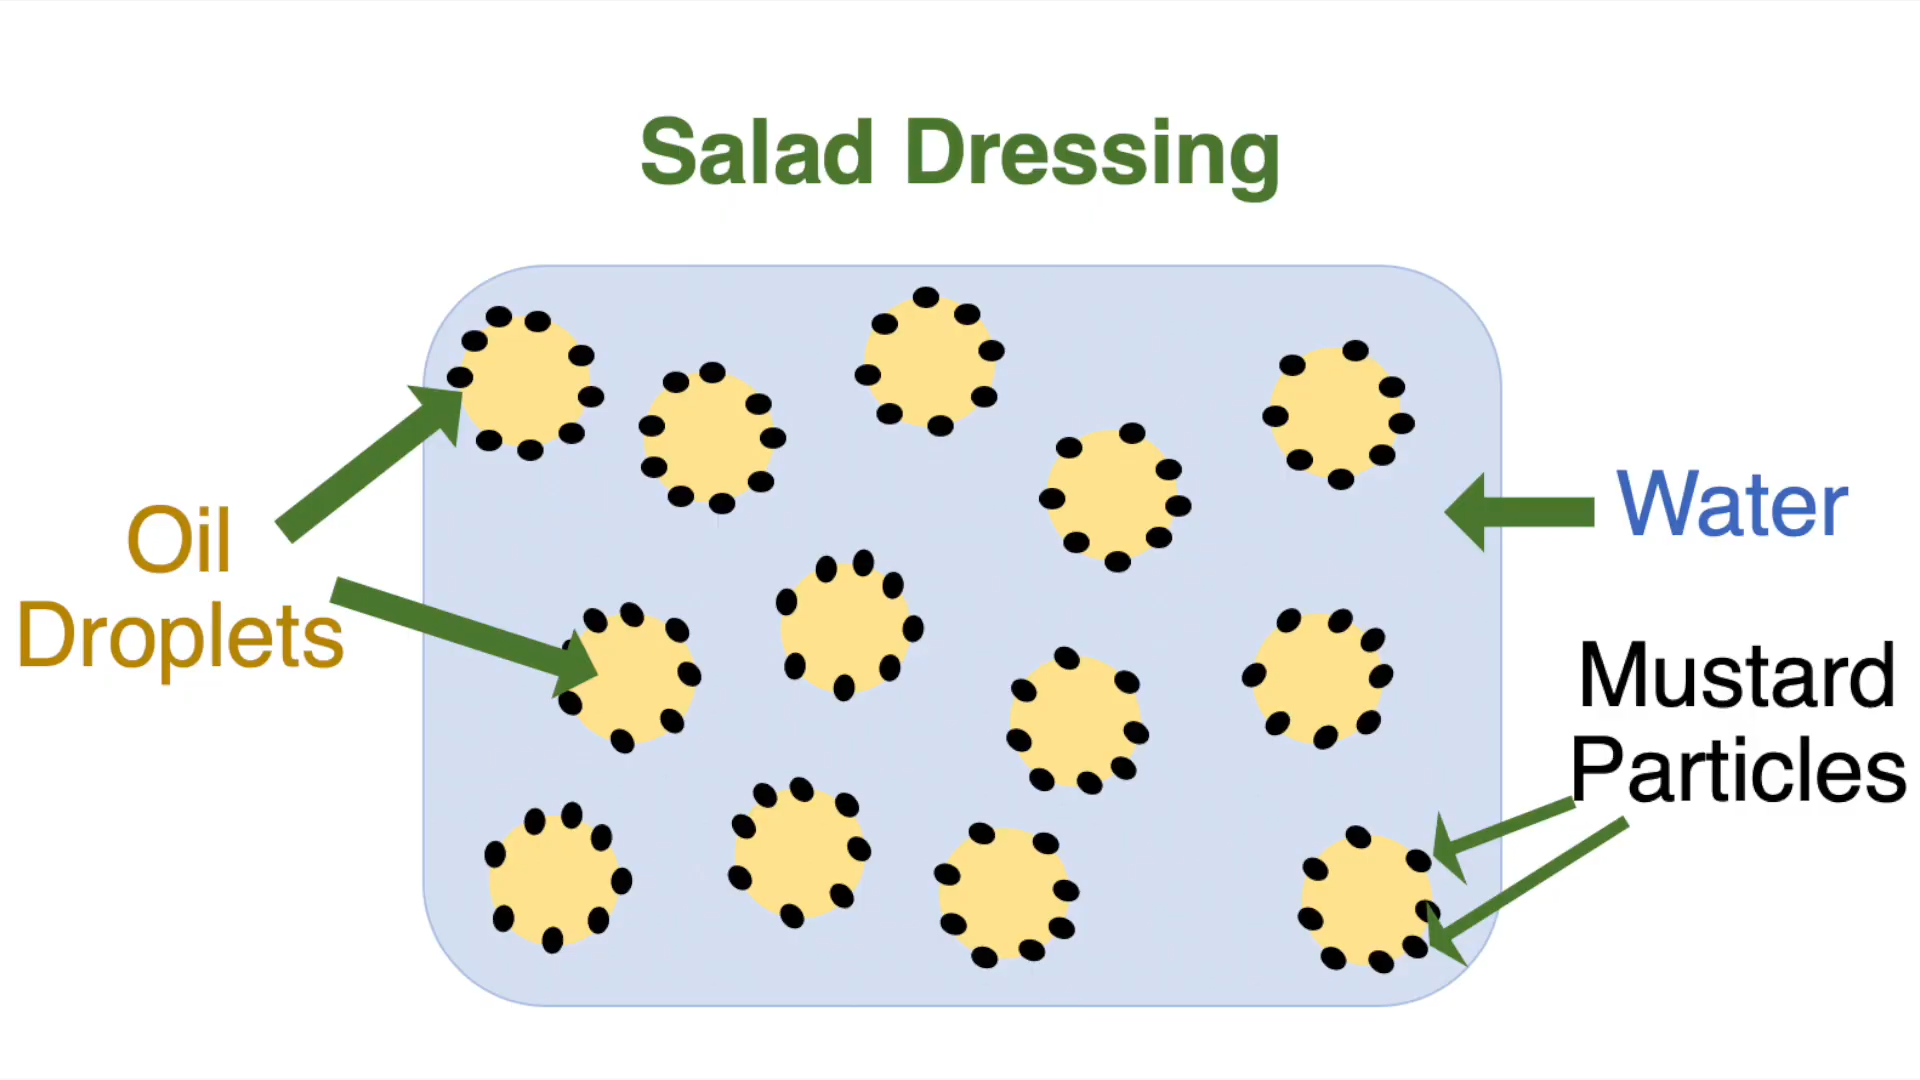 Salad Dressing
Oil
Droplets
Water
Mustard
Particles